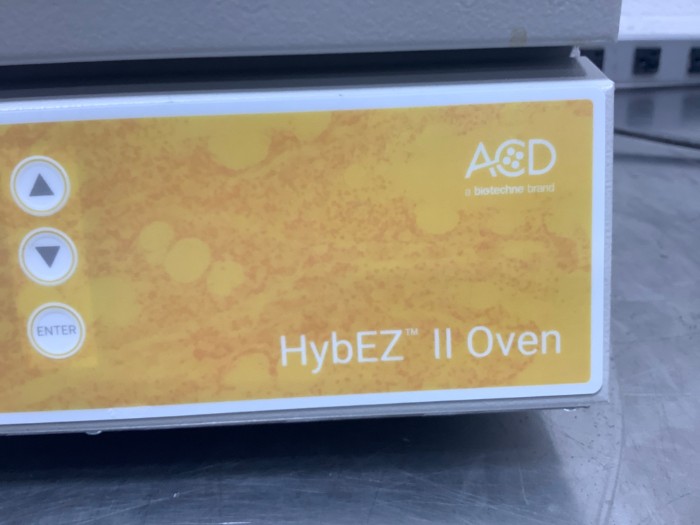 ACD
a biotechne brand
ENTER
HybEZ™ II Oven